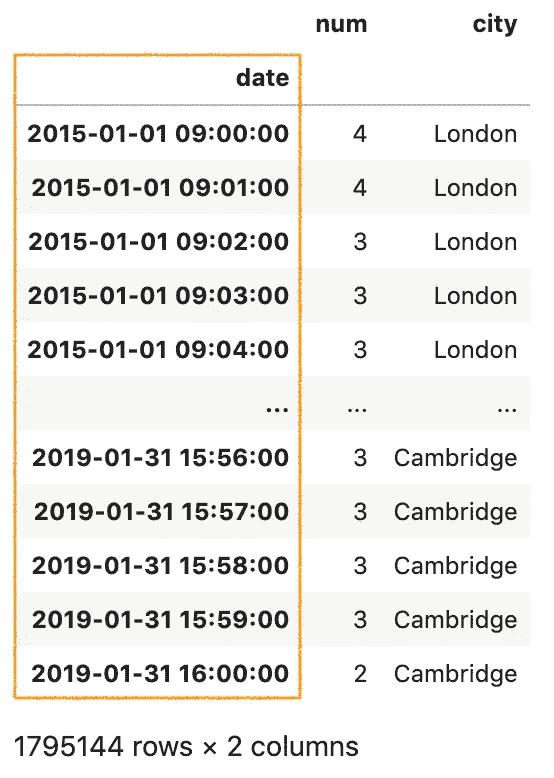 num city
date
2015-01-01 09:00:00 4 London
2015-01-01 09:01:00 4 London
2015-01-01 09:02:00 3 London
2015-01-01 09:03:00 3 London
2015-01-01 09:04:00 3 London
... ... ...
2019-01-31 15:56:00 3 Cambridge
2019-01-31 15:57:00 3 Cambridge
2019-01-31 15:58:00 3 Cambridge
2019-01-31 15:59:00 3 Cambridge
2019-01-31 16:00:00 2 Cambridge
1795144 rows × 2 columns